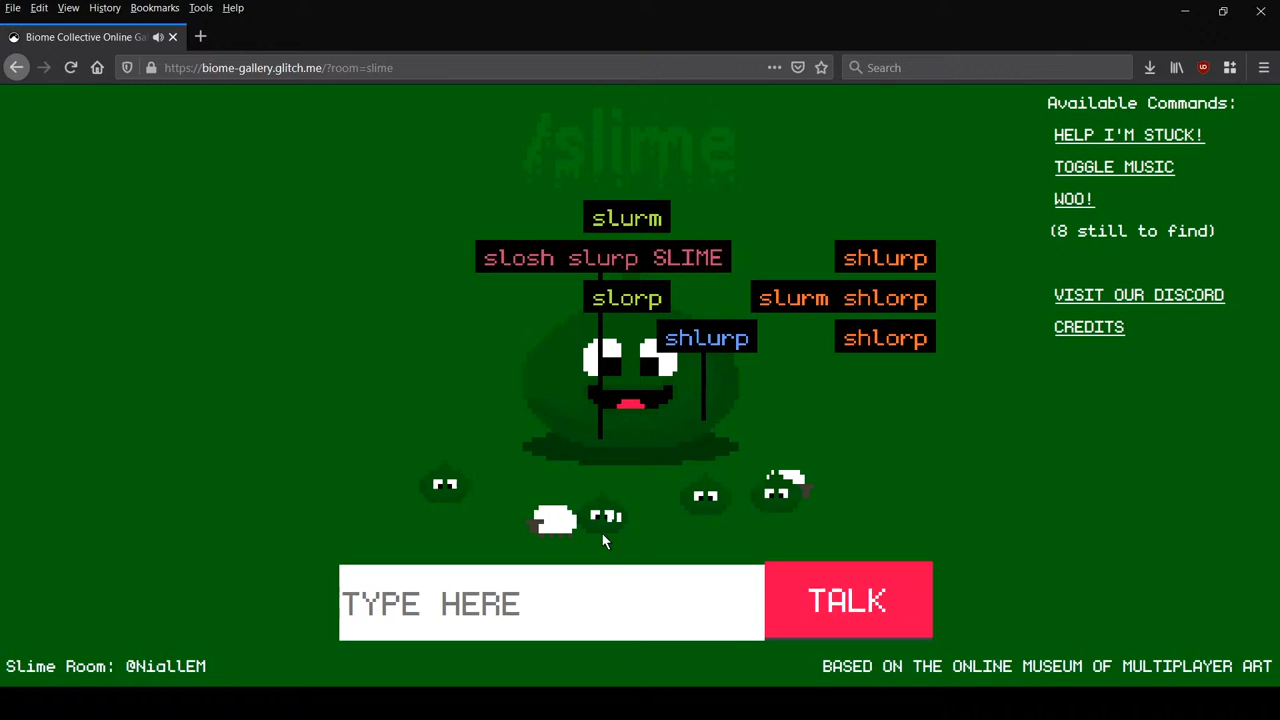 File Edit View History Bookmarks Tools Help
Biome Collective Online Ga
https://biome-gallery.glitch.me/?room=slime
Search
/slime
Available Commands:
HELP I'M STUCK!
TOGGLE MUSIC
WOO!
(8 still to find)
VISIT OUR DISCORD
CREDITS
slurm
slosh slurp SLIME
shlurp
slorp
slurm shlorp
shlurp
shlorp
TYPE HERE
TALK
Slime Room: @NiallEM
BASED ON THE ONLINE MUSEUM OF MULTIPLAYER ART